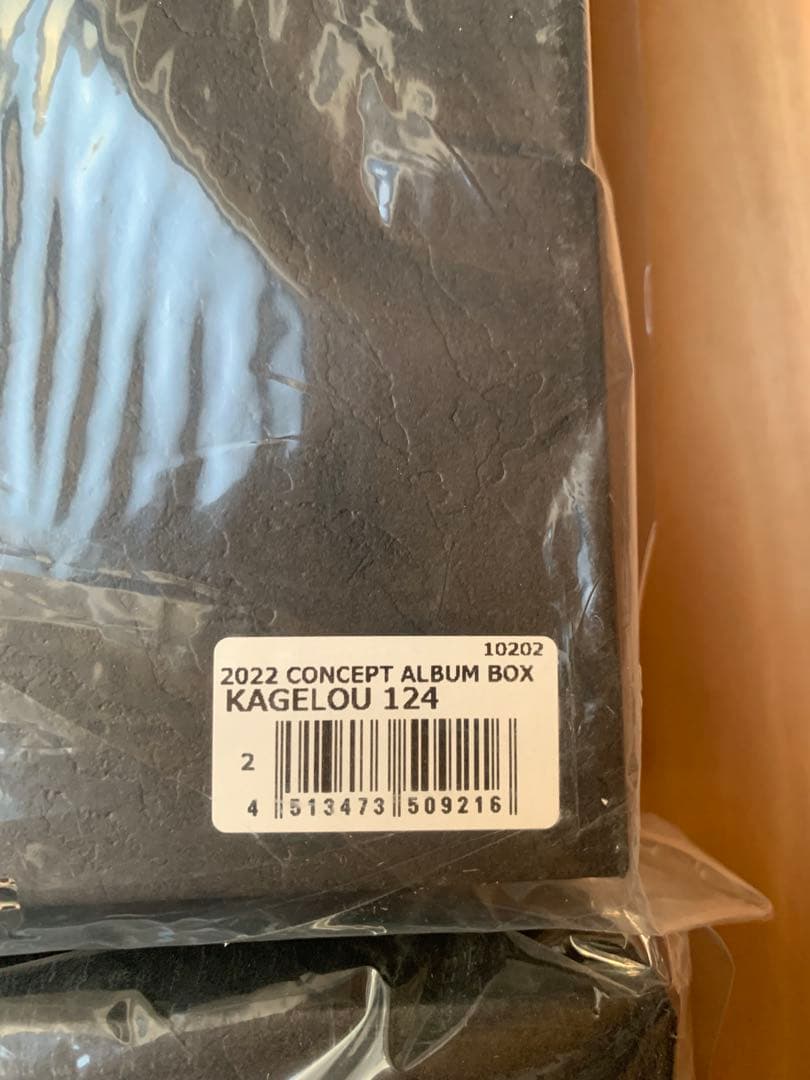 10202
2022 CONCEPT ALBUM BOX
KAGELOU 124
2
4 513473 509216